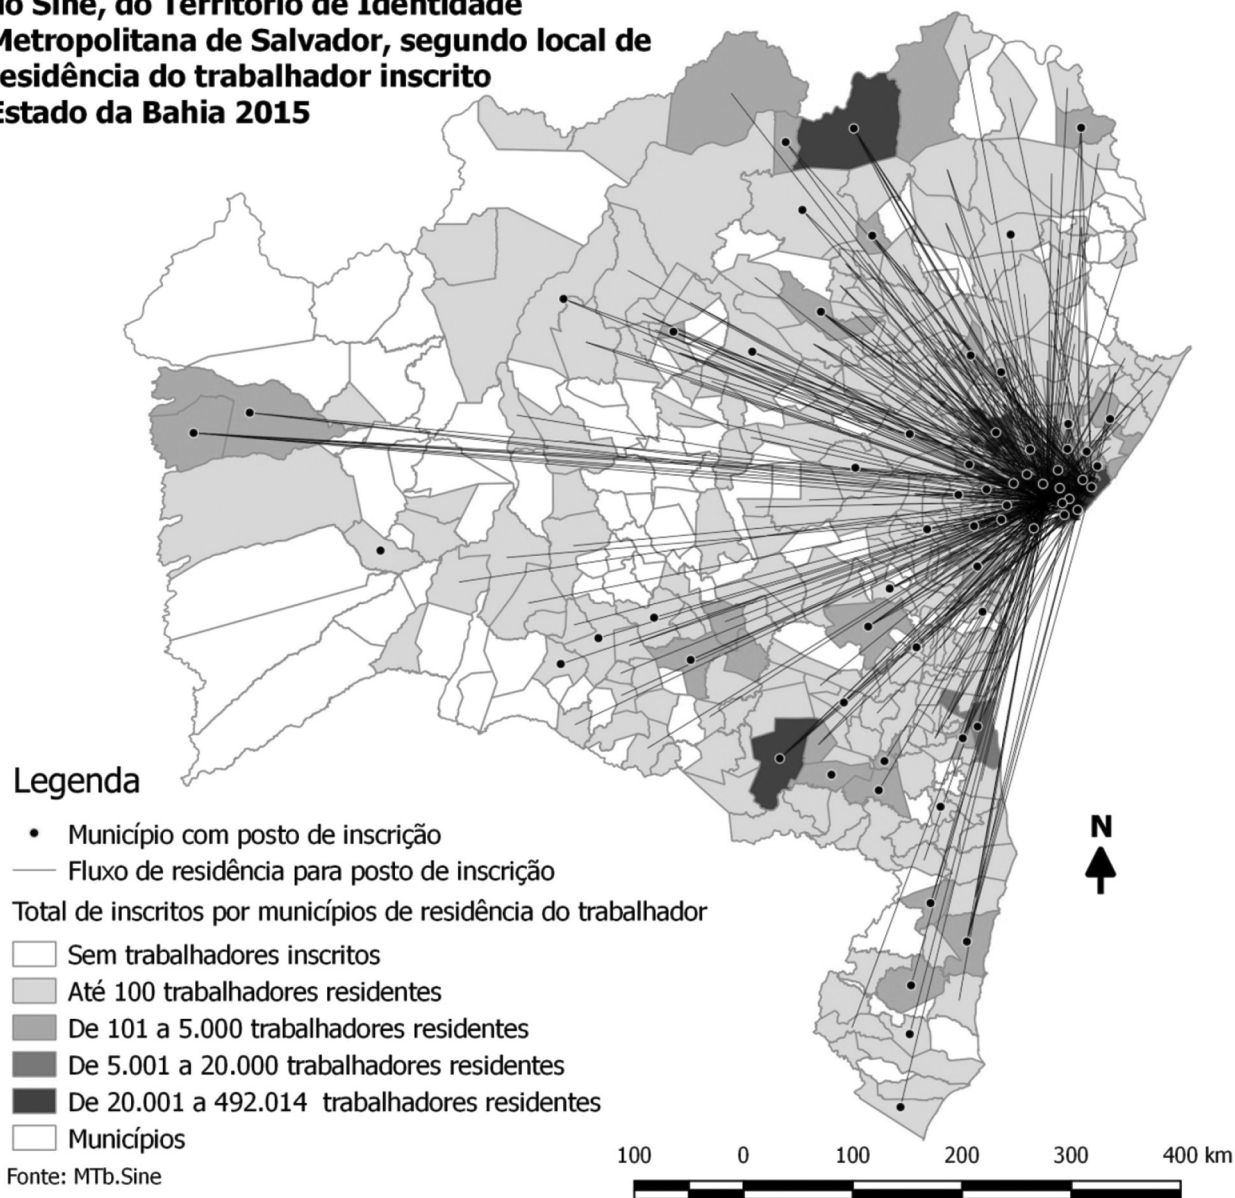 do Sine, do Território de Identidade
Metropolitana de Salvador, segundo local de
residência do trabalhador inscrito
Estado da Bahia 2015
Legenda
Município com posto de inscrição
Fluxo de residência para posto de inscrição
Total de inscritos por municípios de residência do trabalhador
Sem trabalhadores inscritos
Até 100 trabalhadores residentes
De 101 a 5.000 trabalhadores residentes
De 5.001 a 20.000 trabalhadores residentes
De 20.001 a 492.014 trabalhadores residentes
Municípios
Fonte: MTb.Sine
N
100 0 100 200 300 400 km